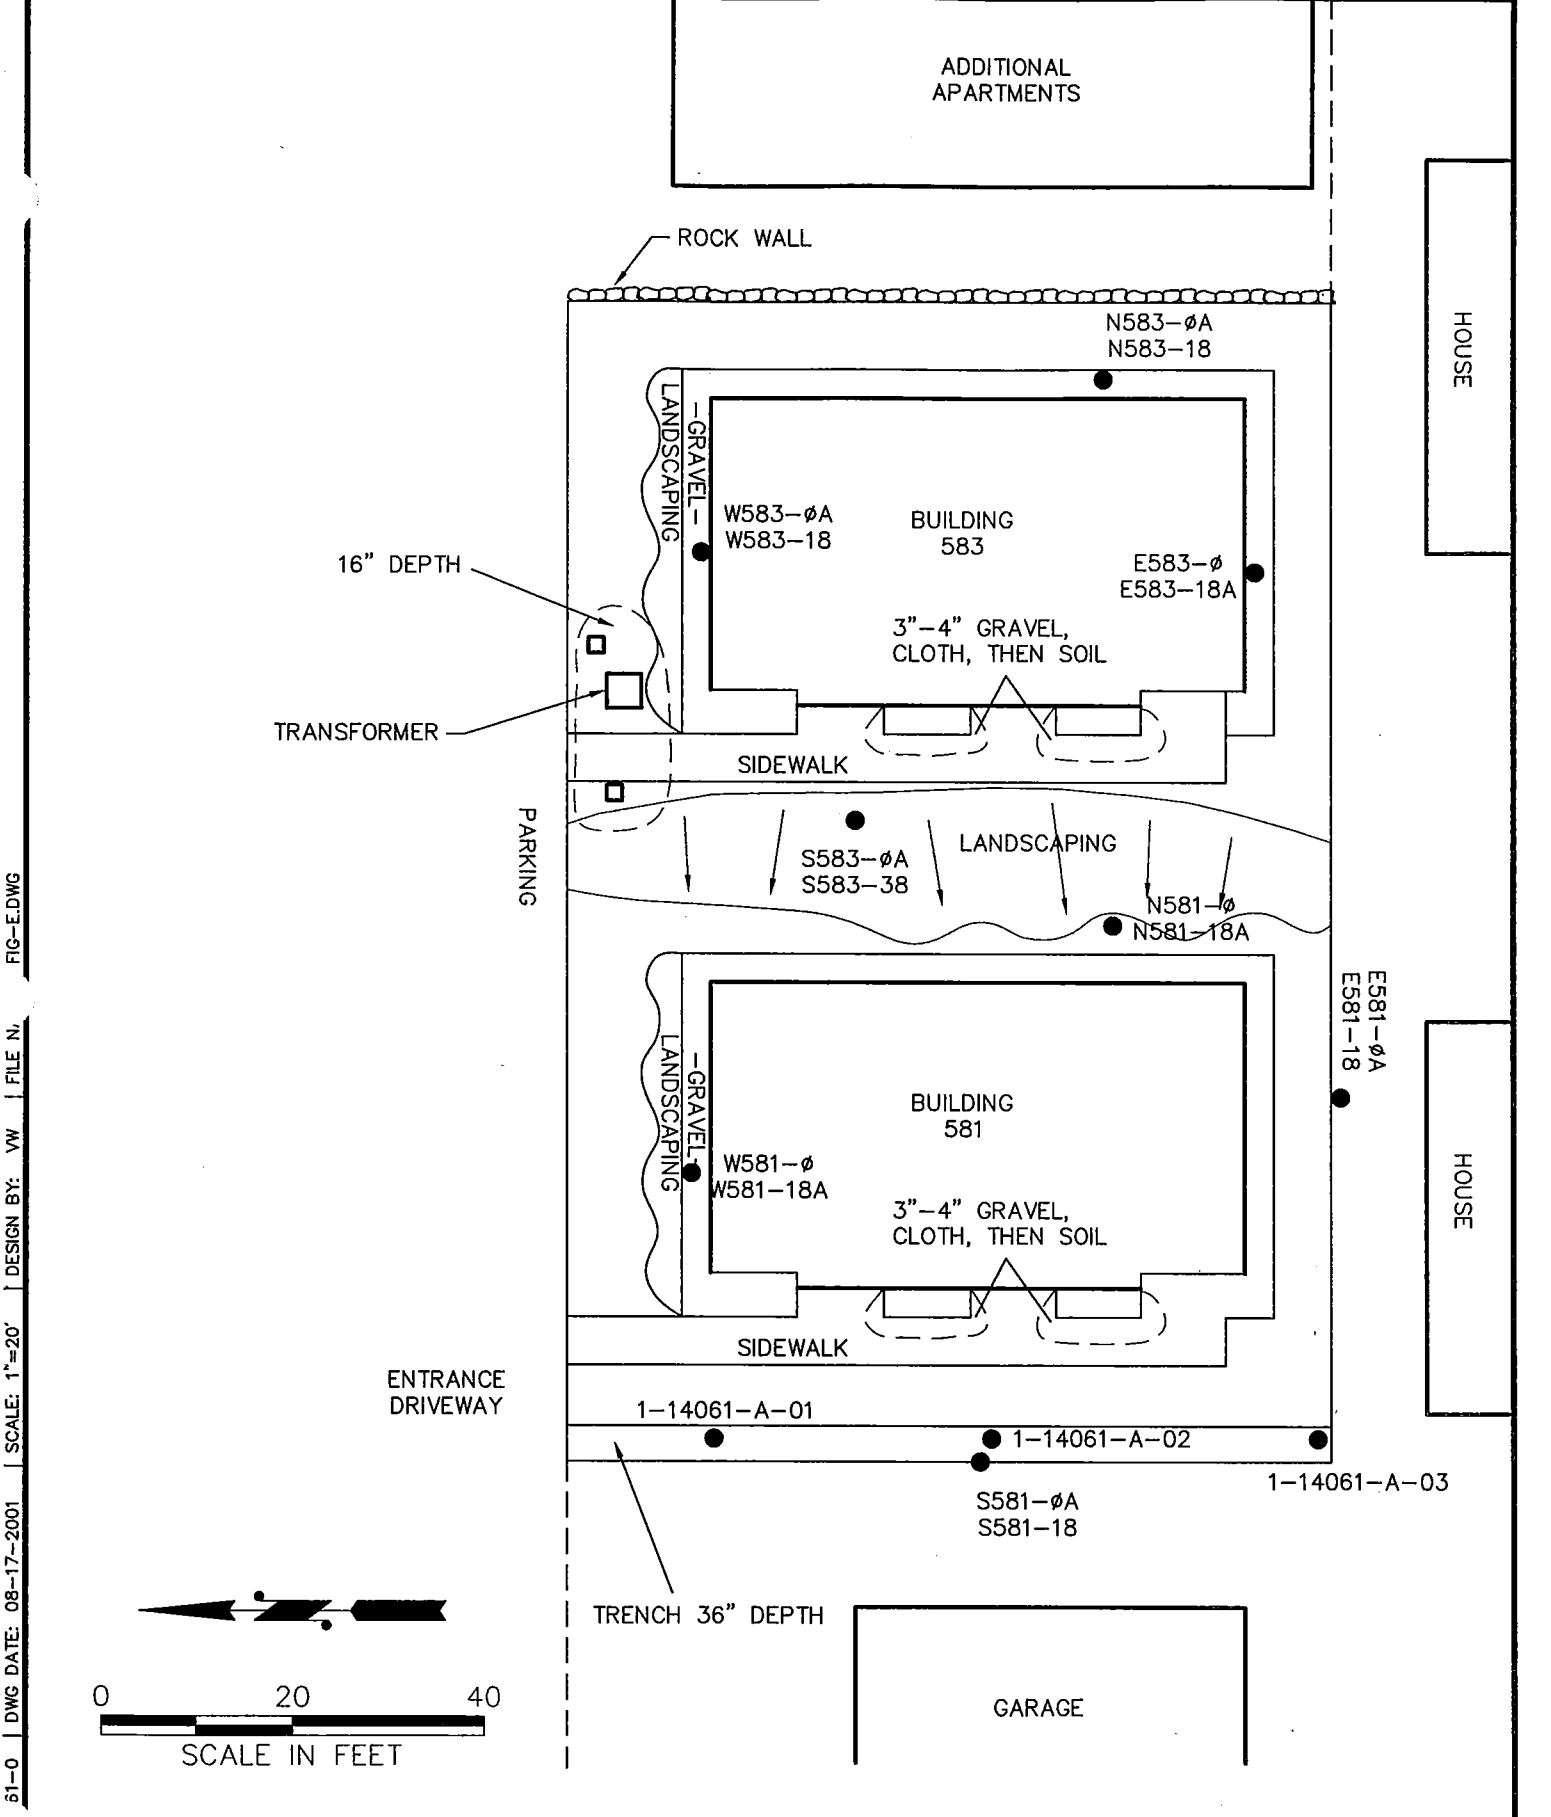 ADDITIONAL
APARTMENTS
ROCK WALL
HOUSE
N583-øA
N583-18
-GRAVEL-
LANDSCAPING
W583-øA
W583-18
BUILDING
583
E583-ø
E583-18A
16" DEPTH
3"-4" GRAVEL,
CLOTH, THEN SOIL
TRANSFORMER
SIDEWALK
PARKING
LANDSCAPING
S583-øA
S583-38
N581-ø
N581-18A
E581-øA
E581-18
-GRAVEL-
LANDSCAPING
BUILDING
581
W581-ø
W581-18A
HOUSE
3"-4" GRAVEL,
CLOTH, THEN SOIL
SIDEWALK
ENTRANCE
DRIVEWAY
1-14061-A-01
1-14061-A-02
1-14061-A-03
S581-øA
S581-18
TRENCH 36" DEPTH
GARAGE
0 20 40
SCALE IN FEET
61-0 | DWG DATE: 08-17-2001 | SCALE: 1"=20' | DESIGN BY: VW | FILE N
FIG-E.DWG